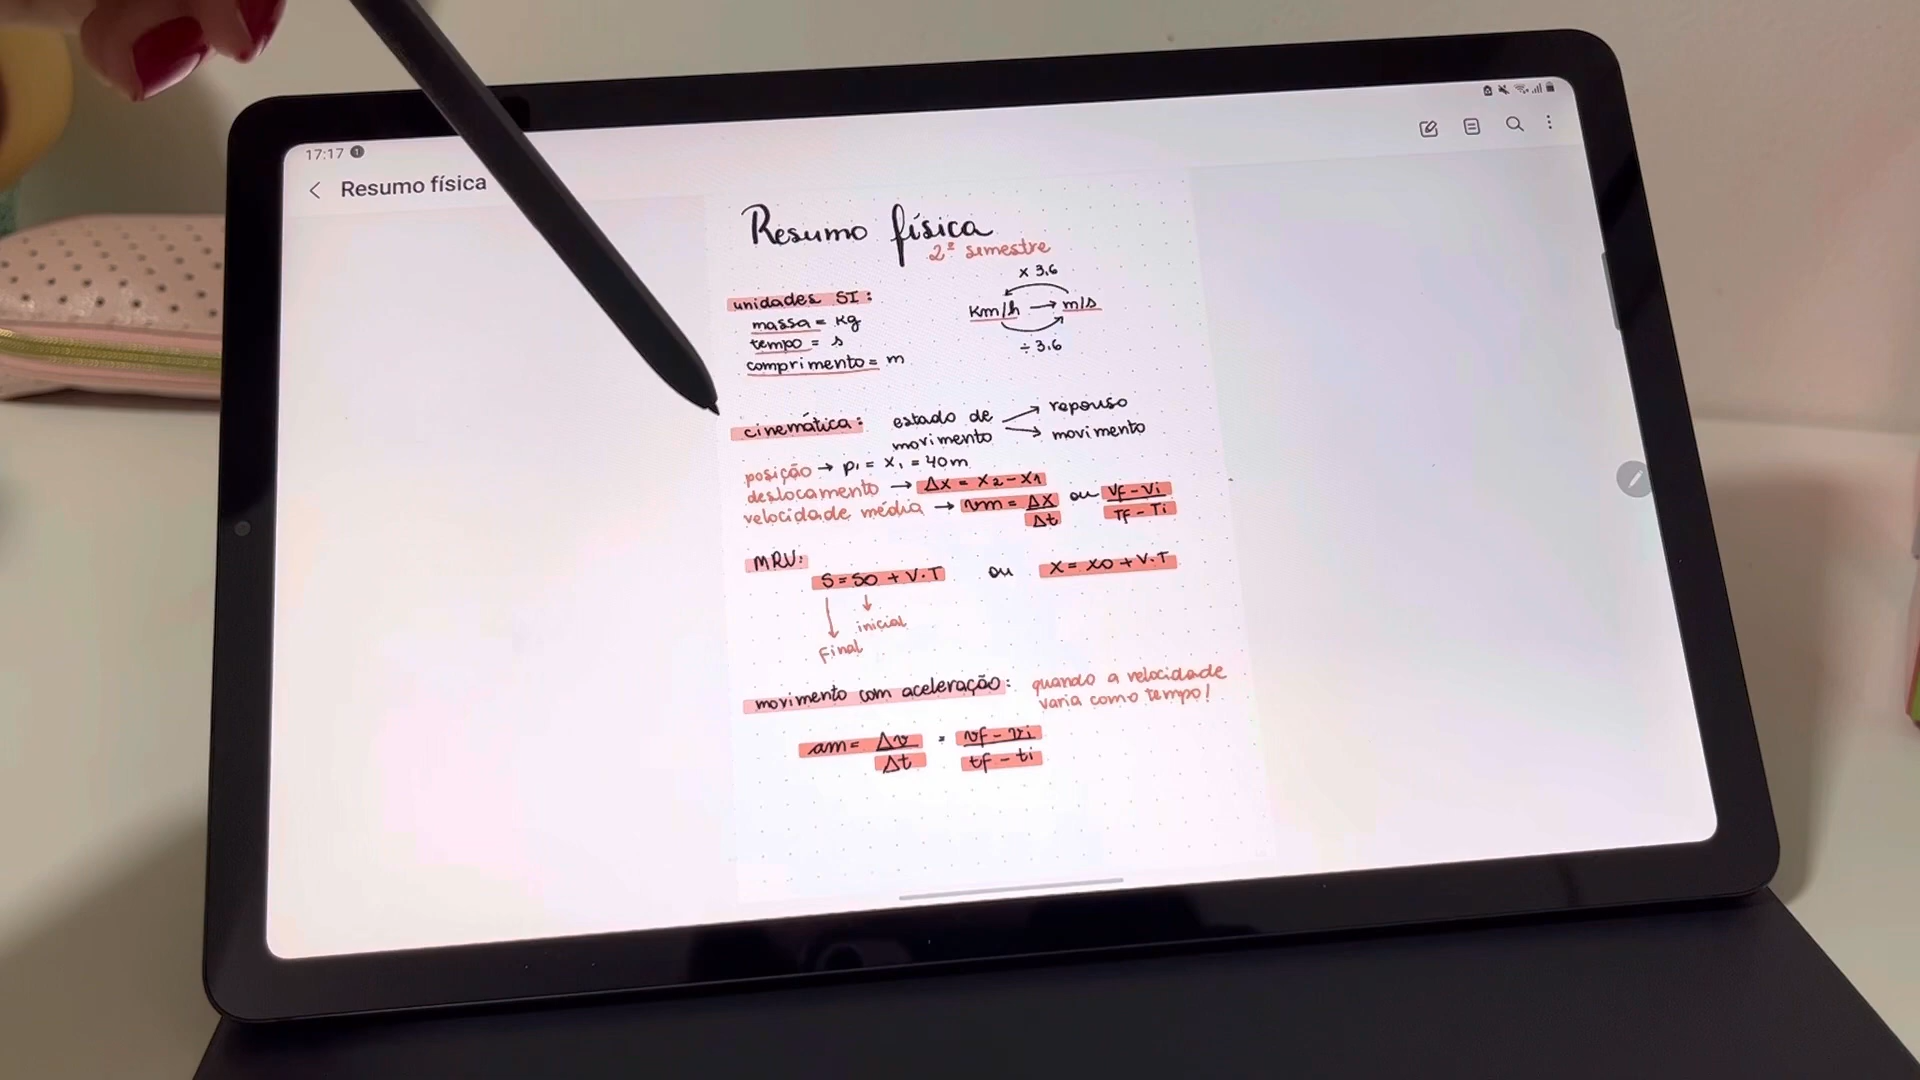 17:17 1
Resumo física
Resumo física
2º semestre
unidades SI:
massa = Kg
tempo = s
comprimento = m
x 3,6
Km/h → m/s
÷ 3,6
cinemática: estado de movimento
repouso
movimento
posição → p₁ = x₁ = 40m
deslocamento → Δx = x₂ - x₁
velocidade média → vm = Δx/Δt ou Vf - Vi/Tf - Ti
MRU:
S = So + V.T ou X = xo + V.T
inicial
Final
movimento com aceleração: quando a velocidade
varia com o tempo!
am = Δv/Δt = vf - vi/tf - ti